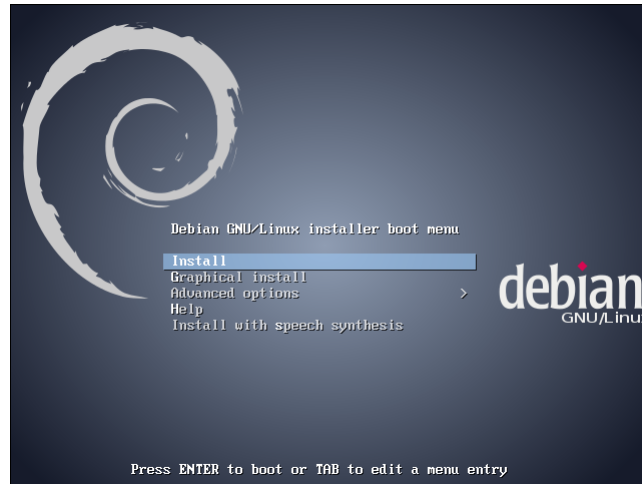 Debian GNU/Linux installer boot menu
Install
Graphical install
Advanced options >
Help
Install with speech synthesis
debian
GNU/Linu
Press ENTER to boot or TAB to edit a menu entry